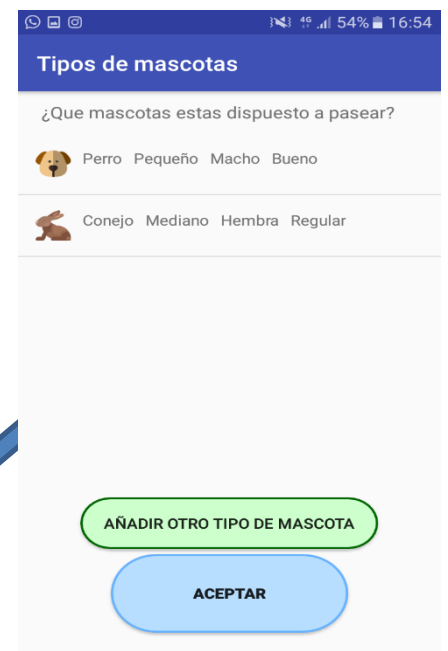 54% 16:54
Tipos de mascotas
¿Que mascotas estas dispuesto a pasear?
Perro Pequeño Macho Bueno
Conejo Mediano Hembra Regular
AÑADIR OTRO TIPO DE MASCOTA
ACEPTAR